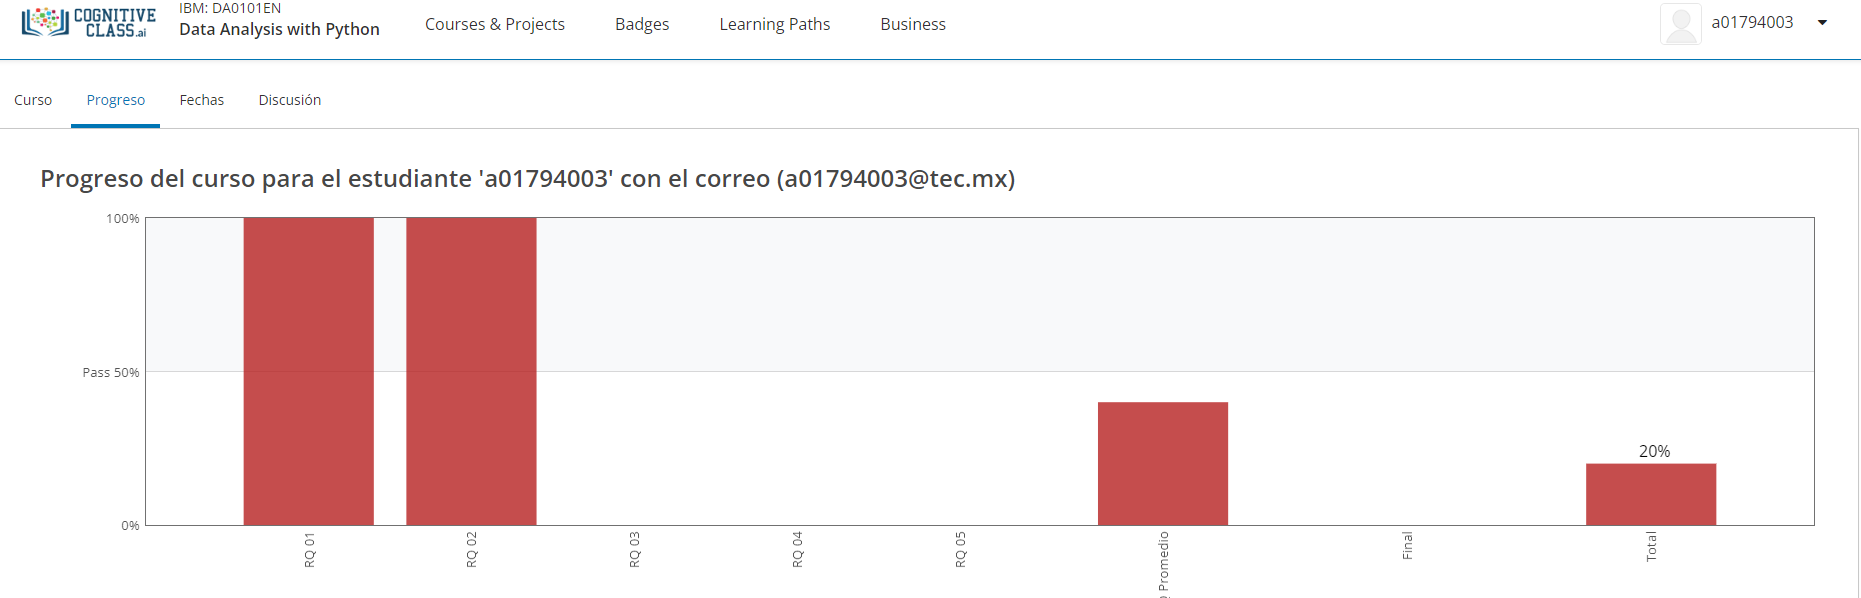 COGNITIVE
CLASS.ai
IBM: DA0101EN
Data Analysis with Python
Courses & Projects
Badges
Learning Paths
Business
a01794003
Curso
Progreso
Fechas
Discusión
Progreso del curso para el estudiante 'a01794003' con el correo (a01794003@tec.mx)
100%
Pass 50%
0%
20%
RQ 01
RQ 02
RQ 03
RQ 04
RQ 05
Promedio
Final
Total